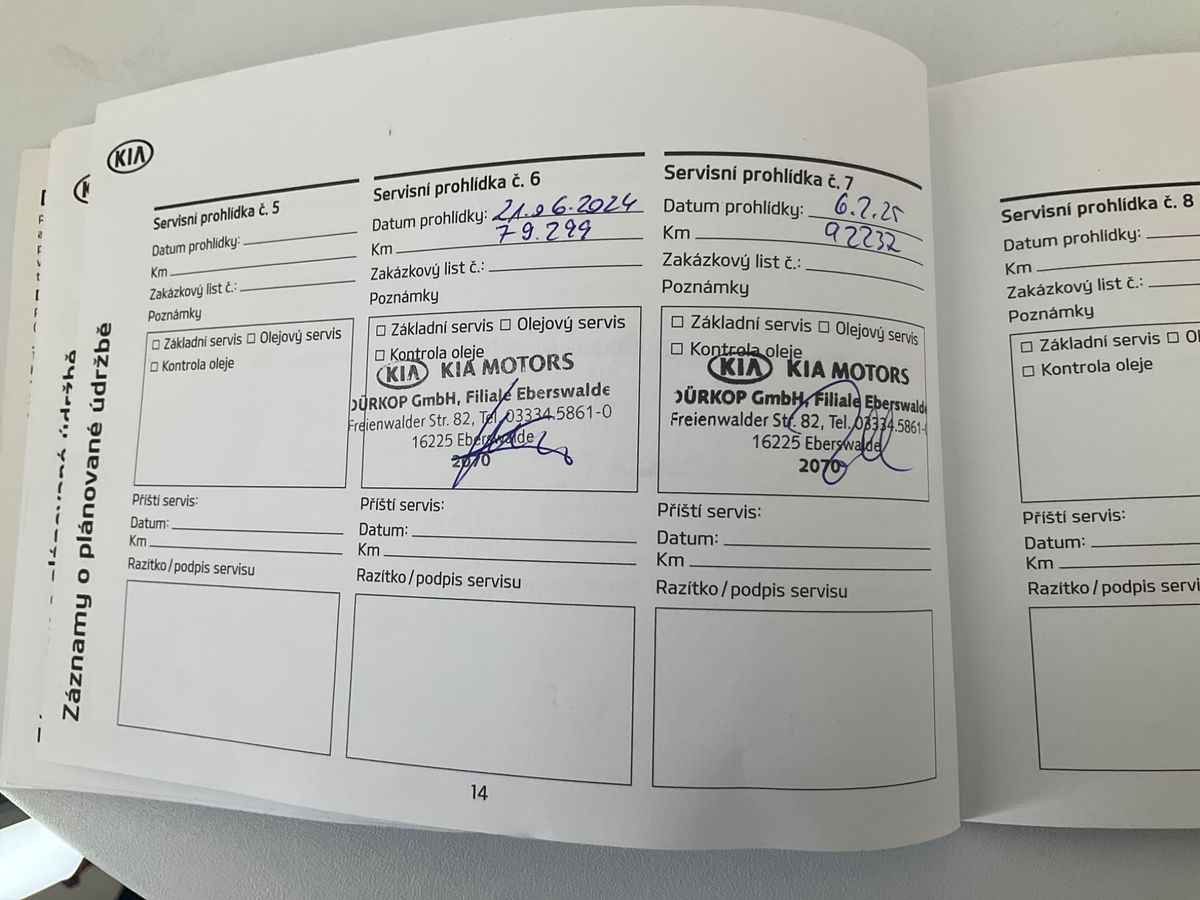 KIA
Záznamy o plánované údržbě
Servisní prohlídka č. 5
Datum prohlídky:
Km
Zakázkový list č.:
Poznámky
Základní servis Olejový servis
Kontrola oleje
Příští servis:
Datum:
Km
Razítko/podpis servisu
Servisní prohlídka č. 6
Datum prohlídky: 21.06.2024
Km 79.299
Zakázkový list č.:
Poznámky
Základní servis Olejový servis
Kontrola oleje
KIA KIA MOTORS
DÜRKOP GmbH, Filiale Eberswalde
Freienwalder Str. 82, Tel. 03334.5861-0
16225 Eberswalde
2070
Příští servis:
Datum:
Km
Razítko/podpis servisu
Servisní prohlídka č. 7
Datum prohlídky: 6.2.25
Km 92232
Zakázkový list č.:
Poznámky
Základní servis Olejový servis
Kontrola oleje
KIA KIA MOTORS
DÜRKOP GmbH, Filiale Eberswald
Freienwalder Str. 82, Tel. 03334.5861-
16225 Eberswalde
2070
Příští servis:
Datum:
Km
Razítko/podpis servisu
14
Servisní prohlídka č. 8
Datum prohlídky:
Km
Zakázkový list č.:
Poznámky
Základní servis
Kontrola oleje
Příští servis:
Datum:
Km
Razítko/podpis servi